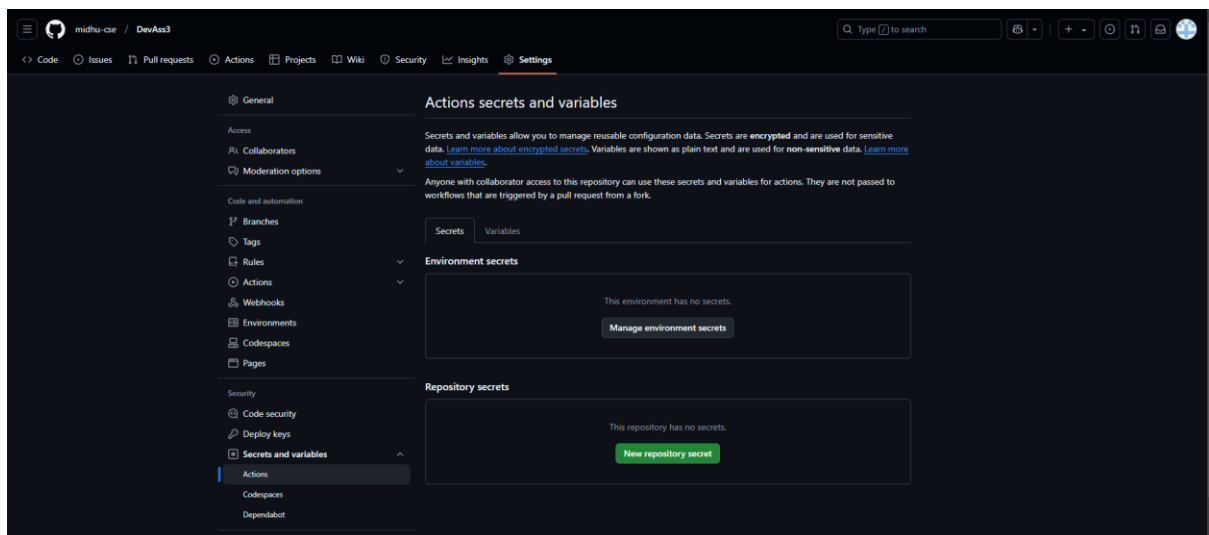 midhu-cse / DevAss3
Type / to search
Code Issues Pull requests Actions Projects Wiki Security Insights Settings
General
Access
Collaborators
Moderation options
Code and automation
Branches
Tags
Rules
Actions
Webhooks
Environments
Codespaces
Pages
Security
Code security
Deploy keys
Secrets and variables
Actions
Codespaces
Dependabot
Actions secrets and variables
Secrets and variables allow you to manage reusable configuration data. Secrets are encrypted and are used for sensitive
data. Learn more about encrypted secrets. Variables are shown as plain text and are used for non-sensitive data. Learn more
about variables.
Anyone with collaborator access to this repository can use these secrets and variables for actions. They are not passed to
workflows that are triggered by a pull request from a fork.
Secrets Variables
Environment secrets
This environment has no secrets.
Manage environment secrets
Repository secrets
This repository has no secrets.
New repository secret